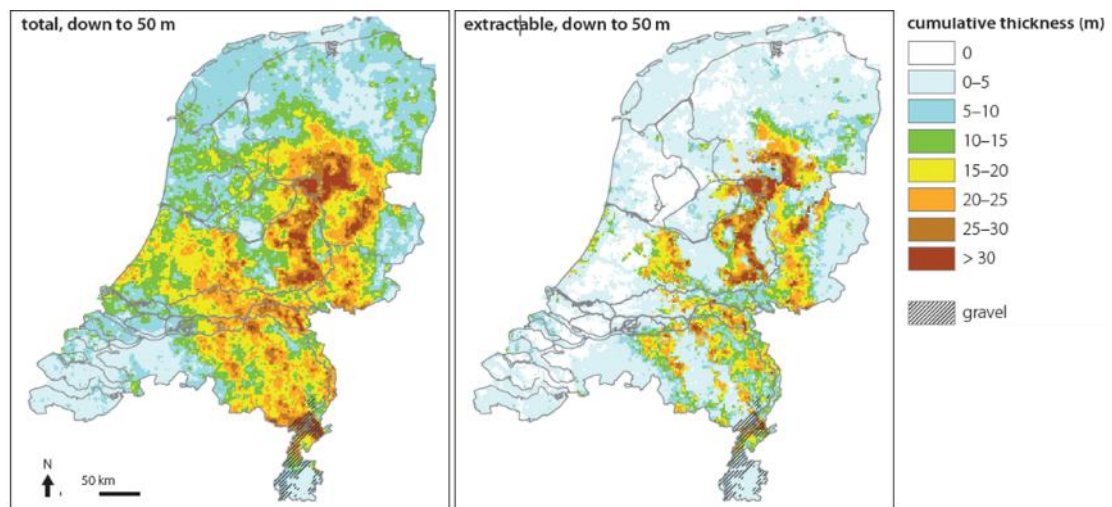 total, down to 50 m
N
50 km
extractable, down to 50 m
cumulative thickness (m)
0
0–5
5–10
10–15
15–20
20–25
25–30
> 30
gravel